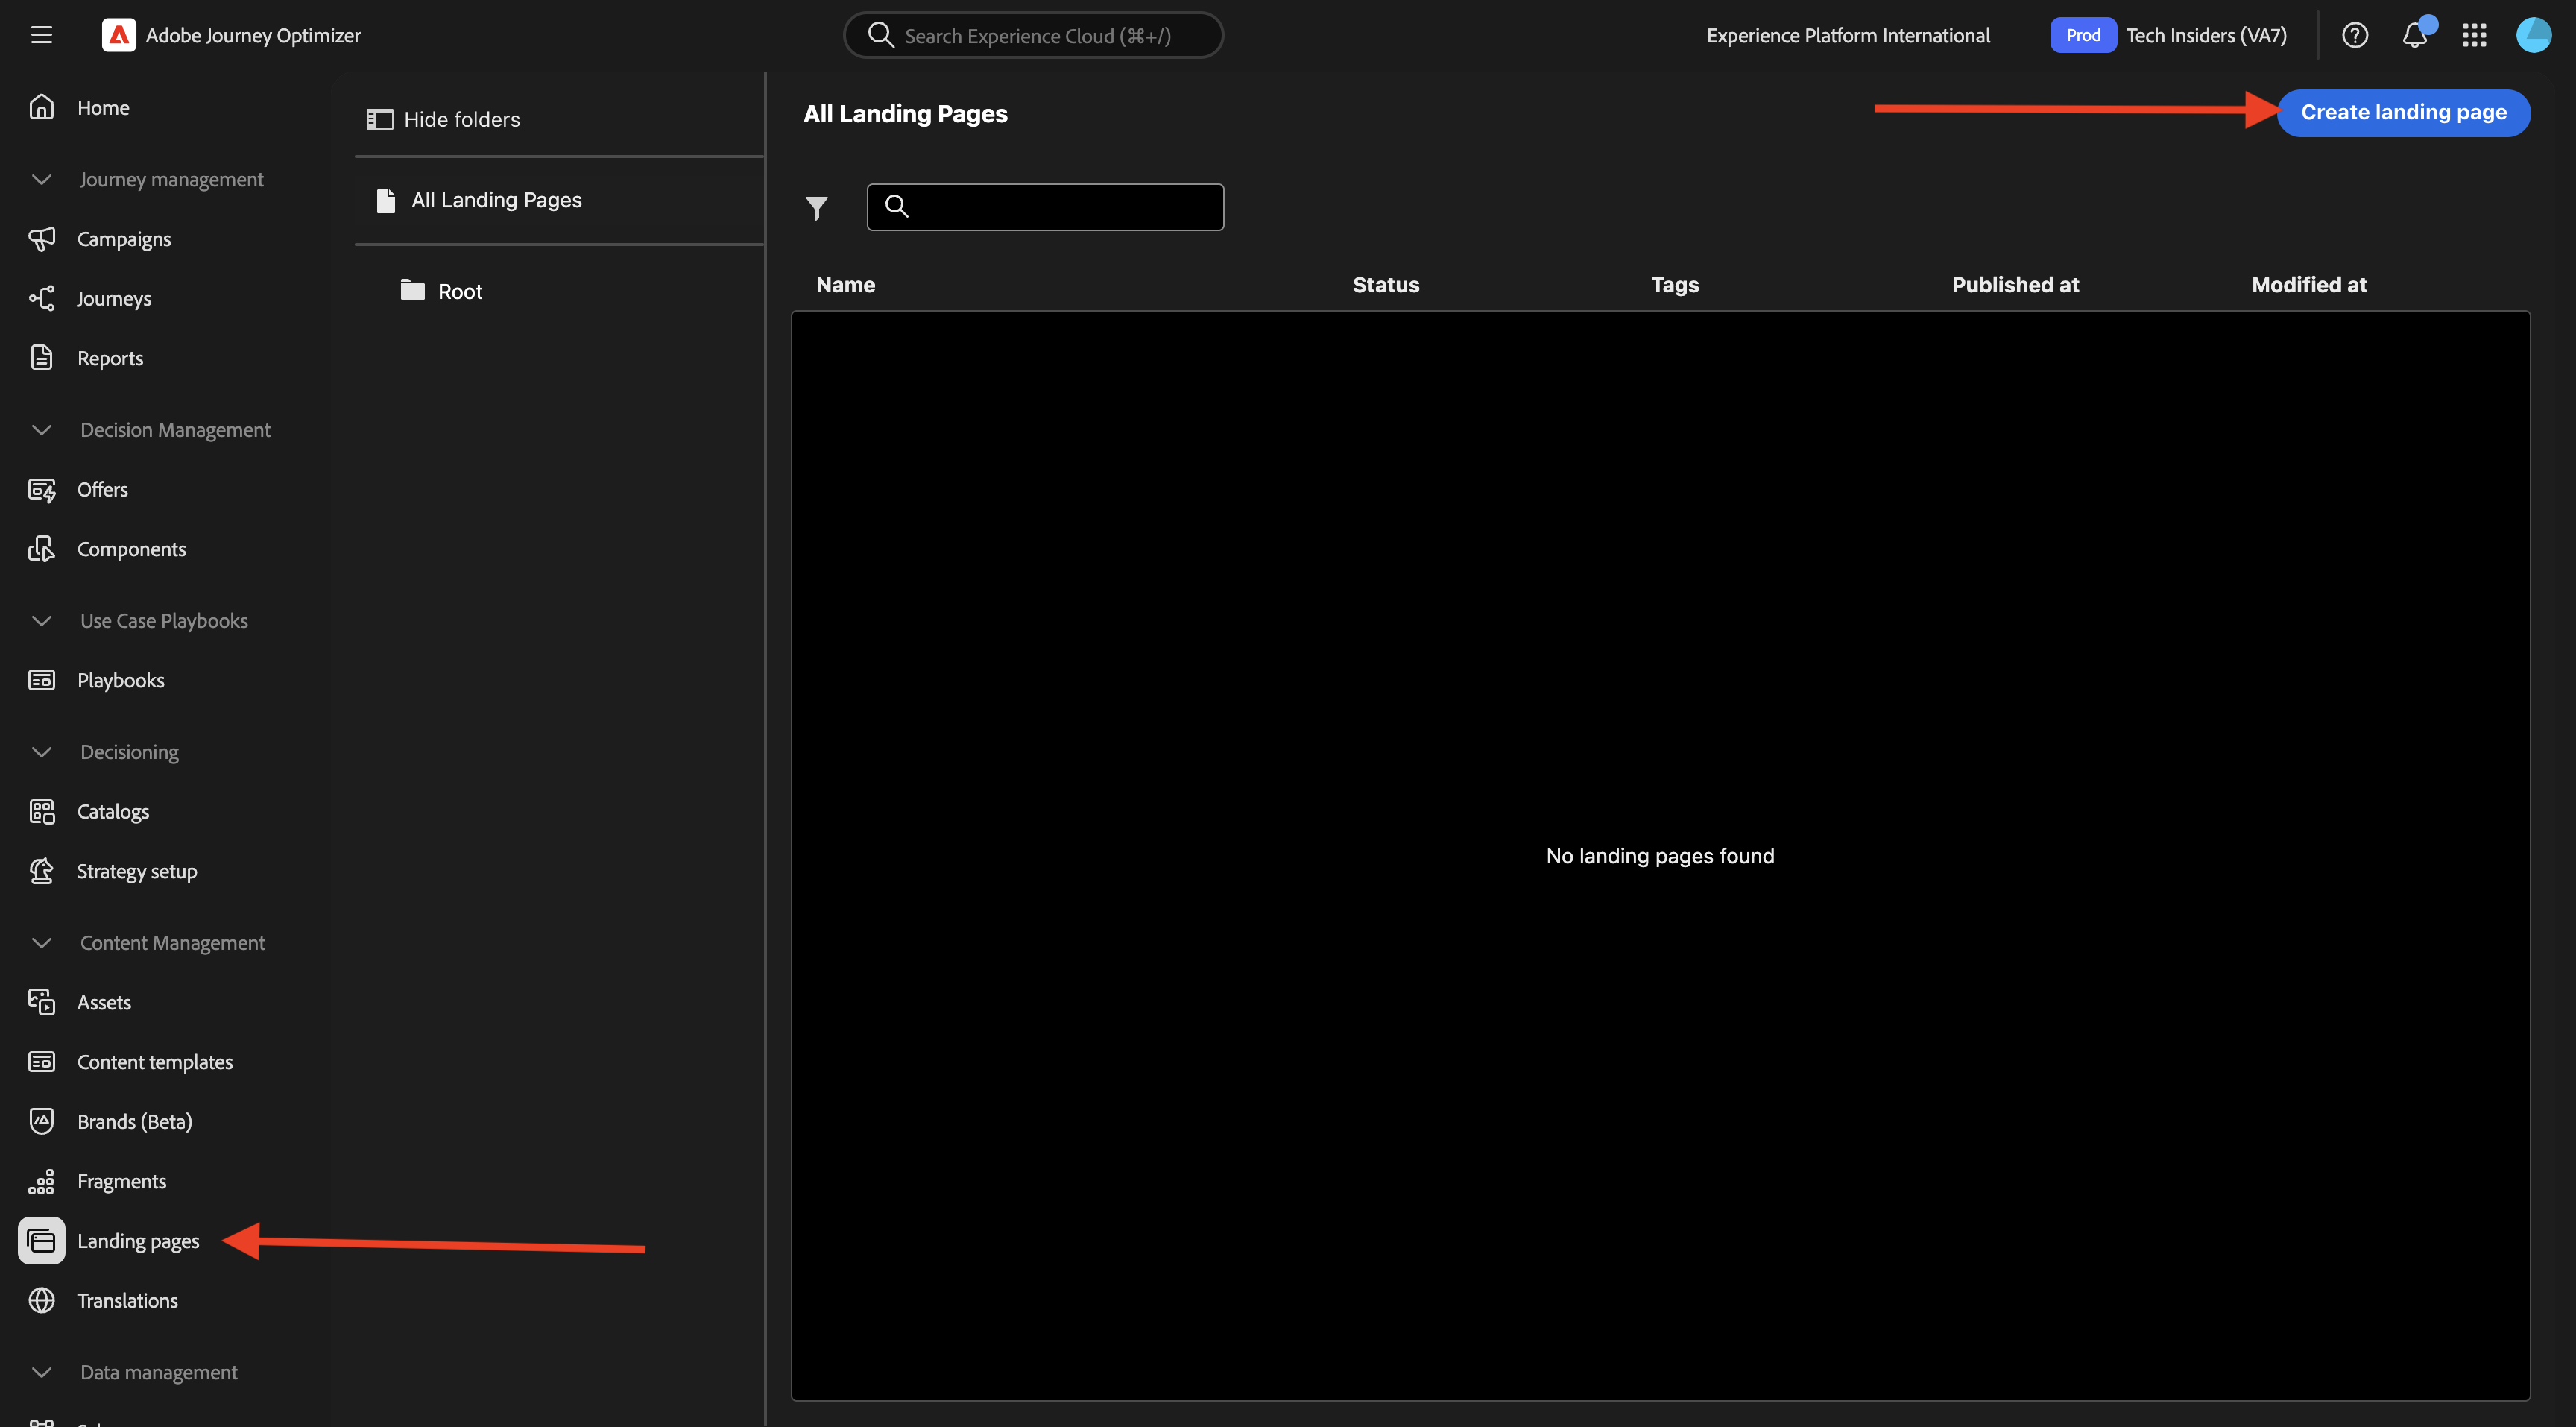 Adobe Journey Optimizer
Search Experience Cloud (⌘+/)
Experience Platform International
Prod
Tech Insiders (VA7)
Home
Journey management
Campaigns
Journeys
Reports
Decision Management
Offers
Components
Use Case Playbooks
Playbooks
Decisioning
Catalogs
Strategy setup
Content Management
Assets
Content templates
Brands (Beta)
Fragments
Landing pages
Translations
Data management
Hide folders
All Landing Pages
Root
All Landing Pages
Create landing page
Name Status Tags Published at Modified at
No landing pages found